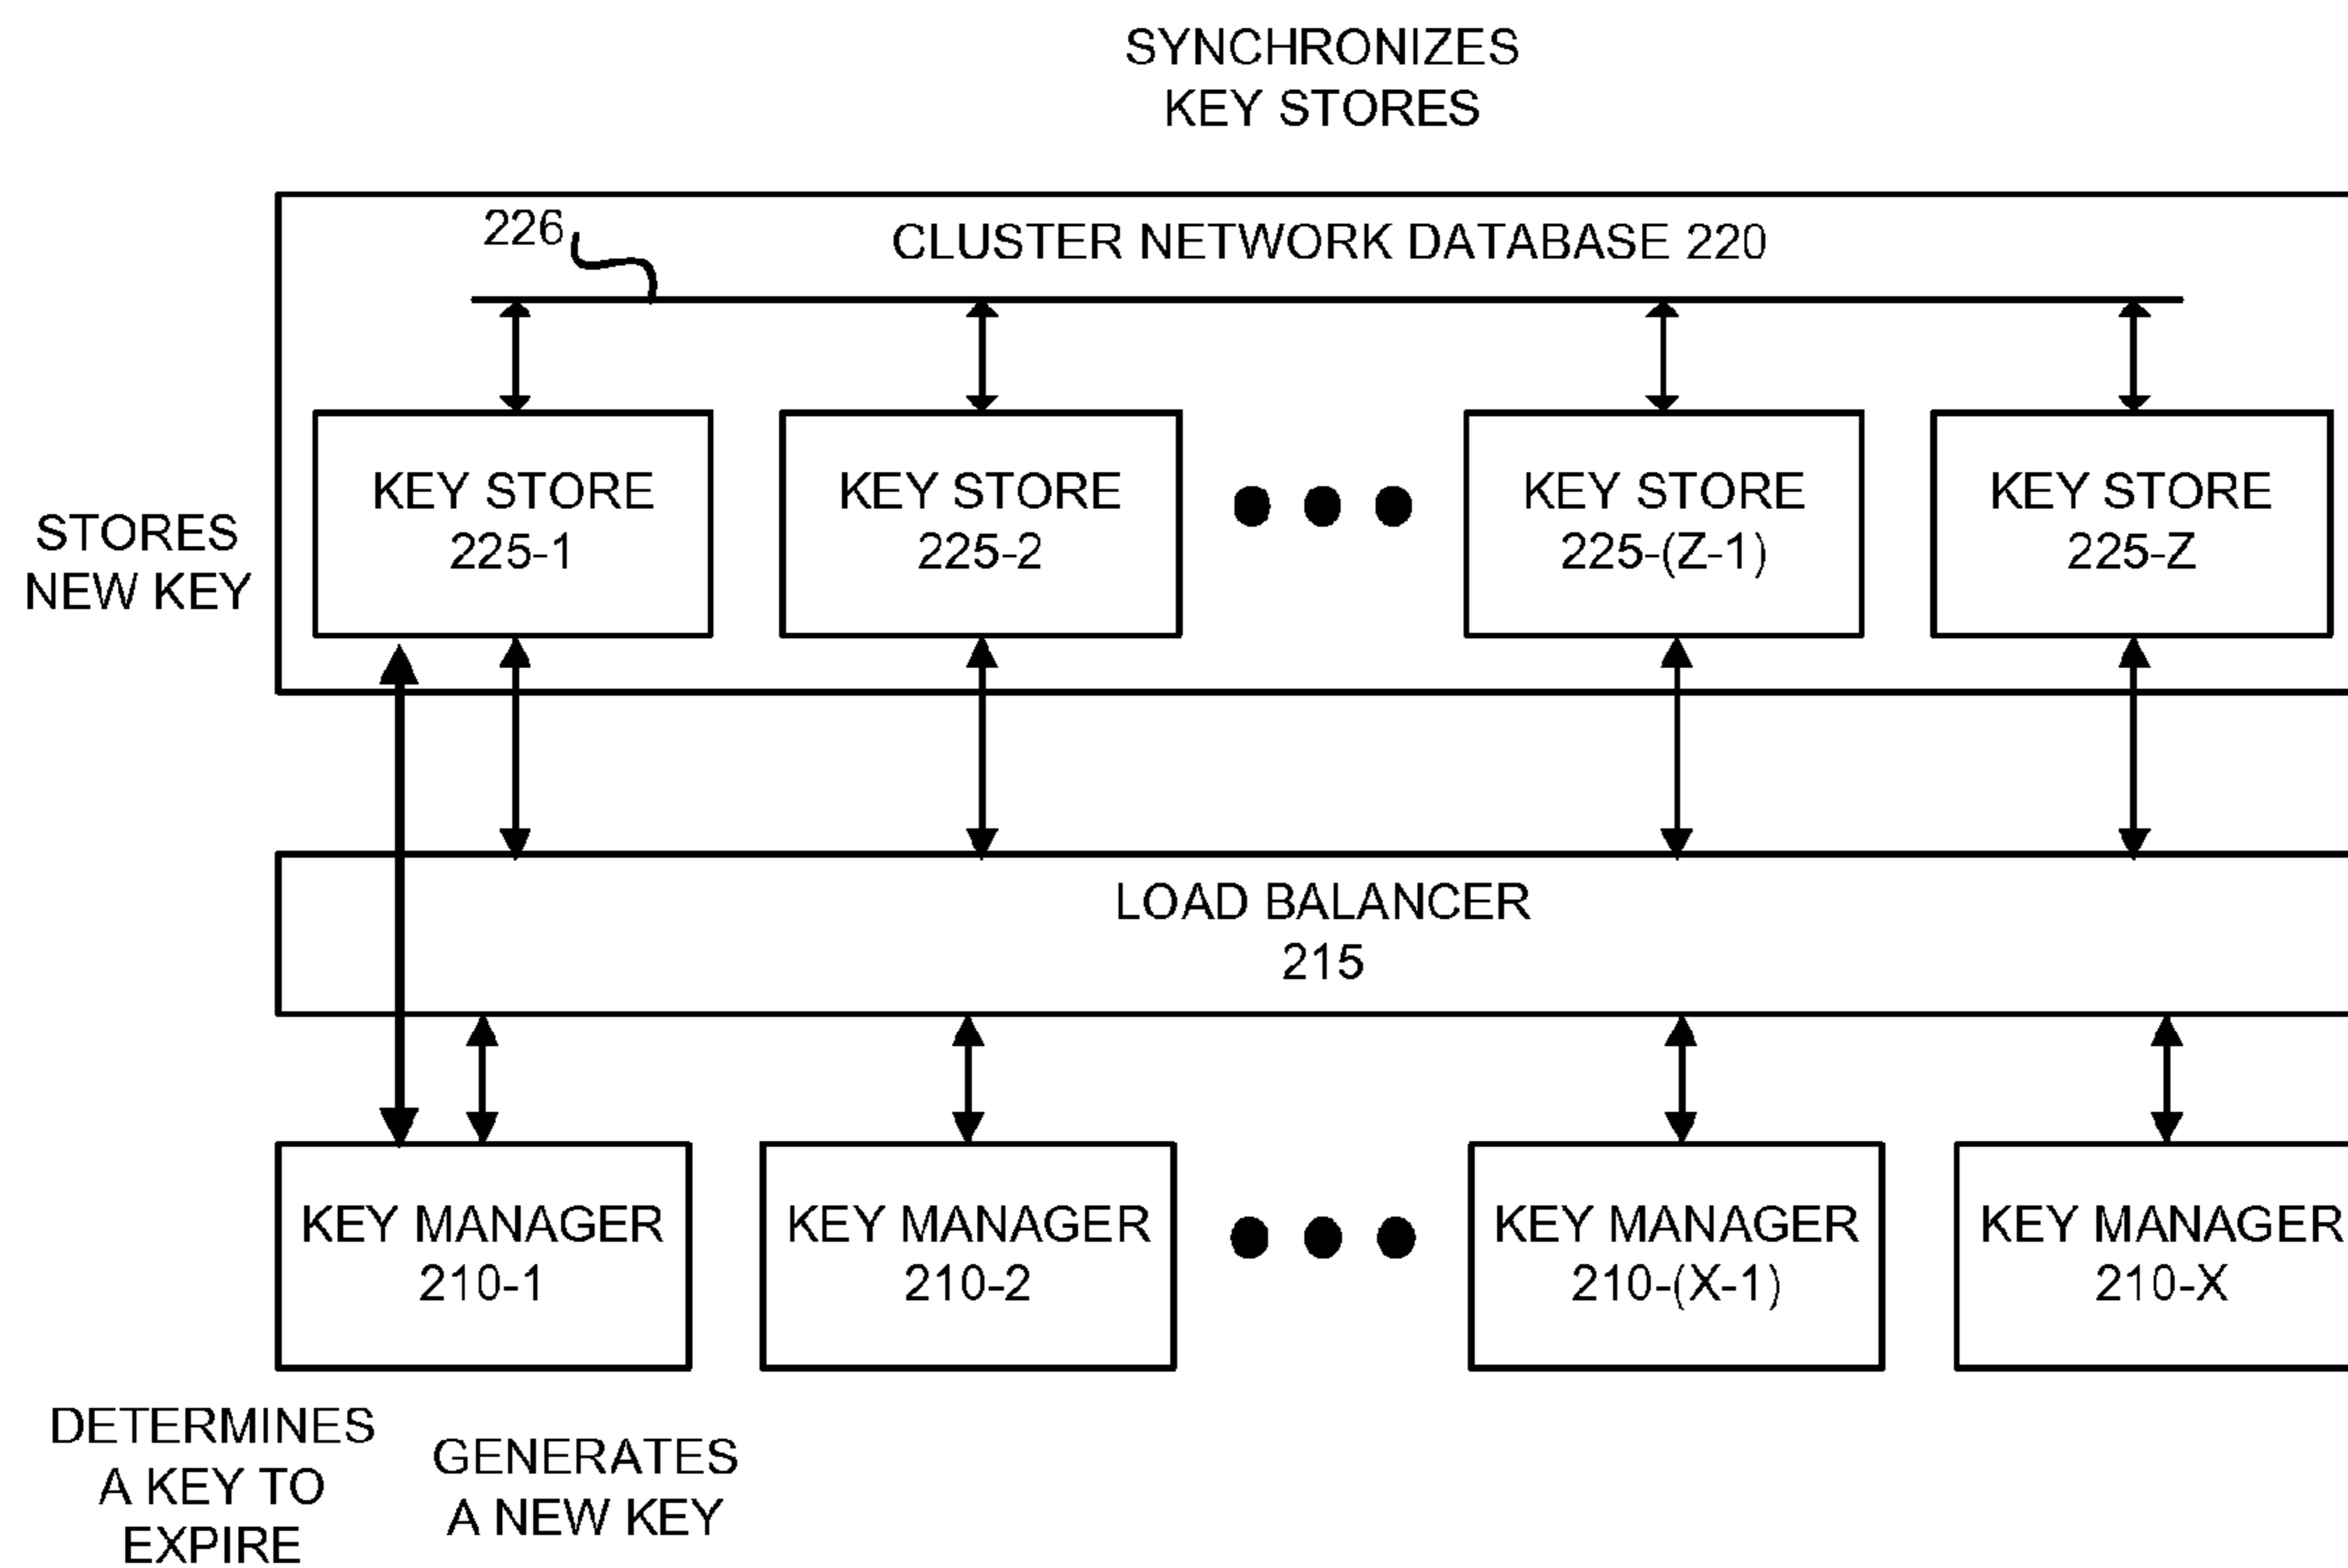 SYNCHRONIZES
KEY STORES
226
CLUSTER NETWORK DATABASE 220
KEY STORE
225-1
KEY STORE
225-2
KEY STORE
225-(Z-1)
KEY STORE
225-Z
STORES
NEW KEY
LOAD BALANCER
215
KEY MANAGER
210-1
KEY MANAGER
210-2
KEY MANAGER
210-(X-1)
KEY MANAGER
210-X
DETERMINES
A KEY TO
EXPIRE
GENERATES
A NEW KEY